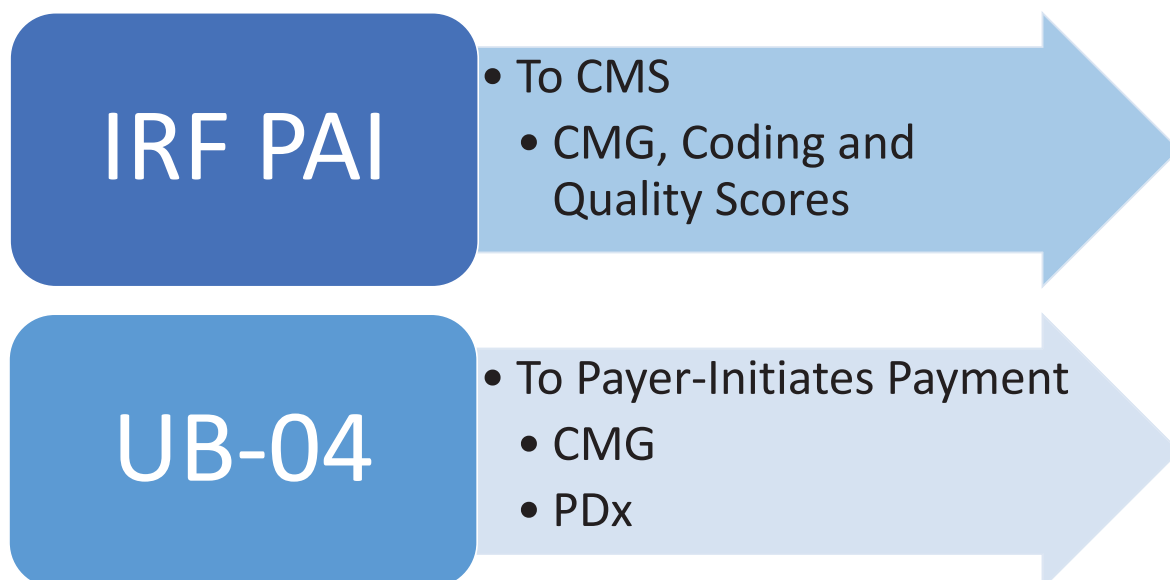 IRF PAI
• To CMS
• CMG, Coding and
Quality Scores
UB-04
• To Payer-Initiates Payment
• CMG
• PDx